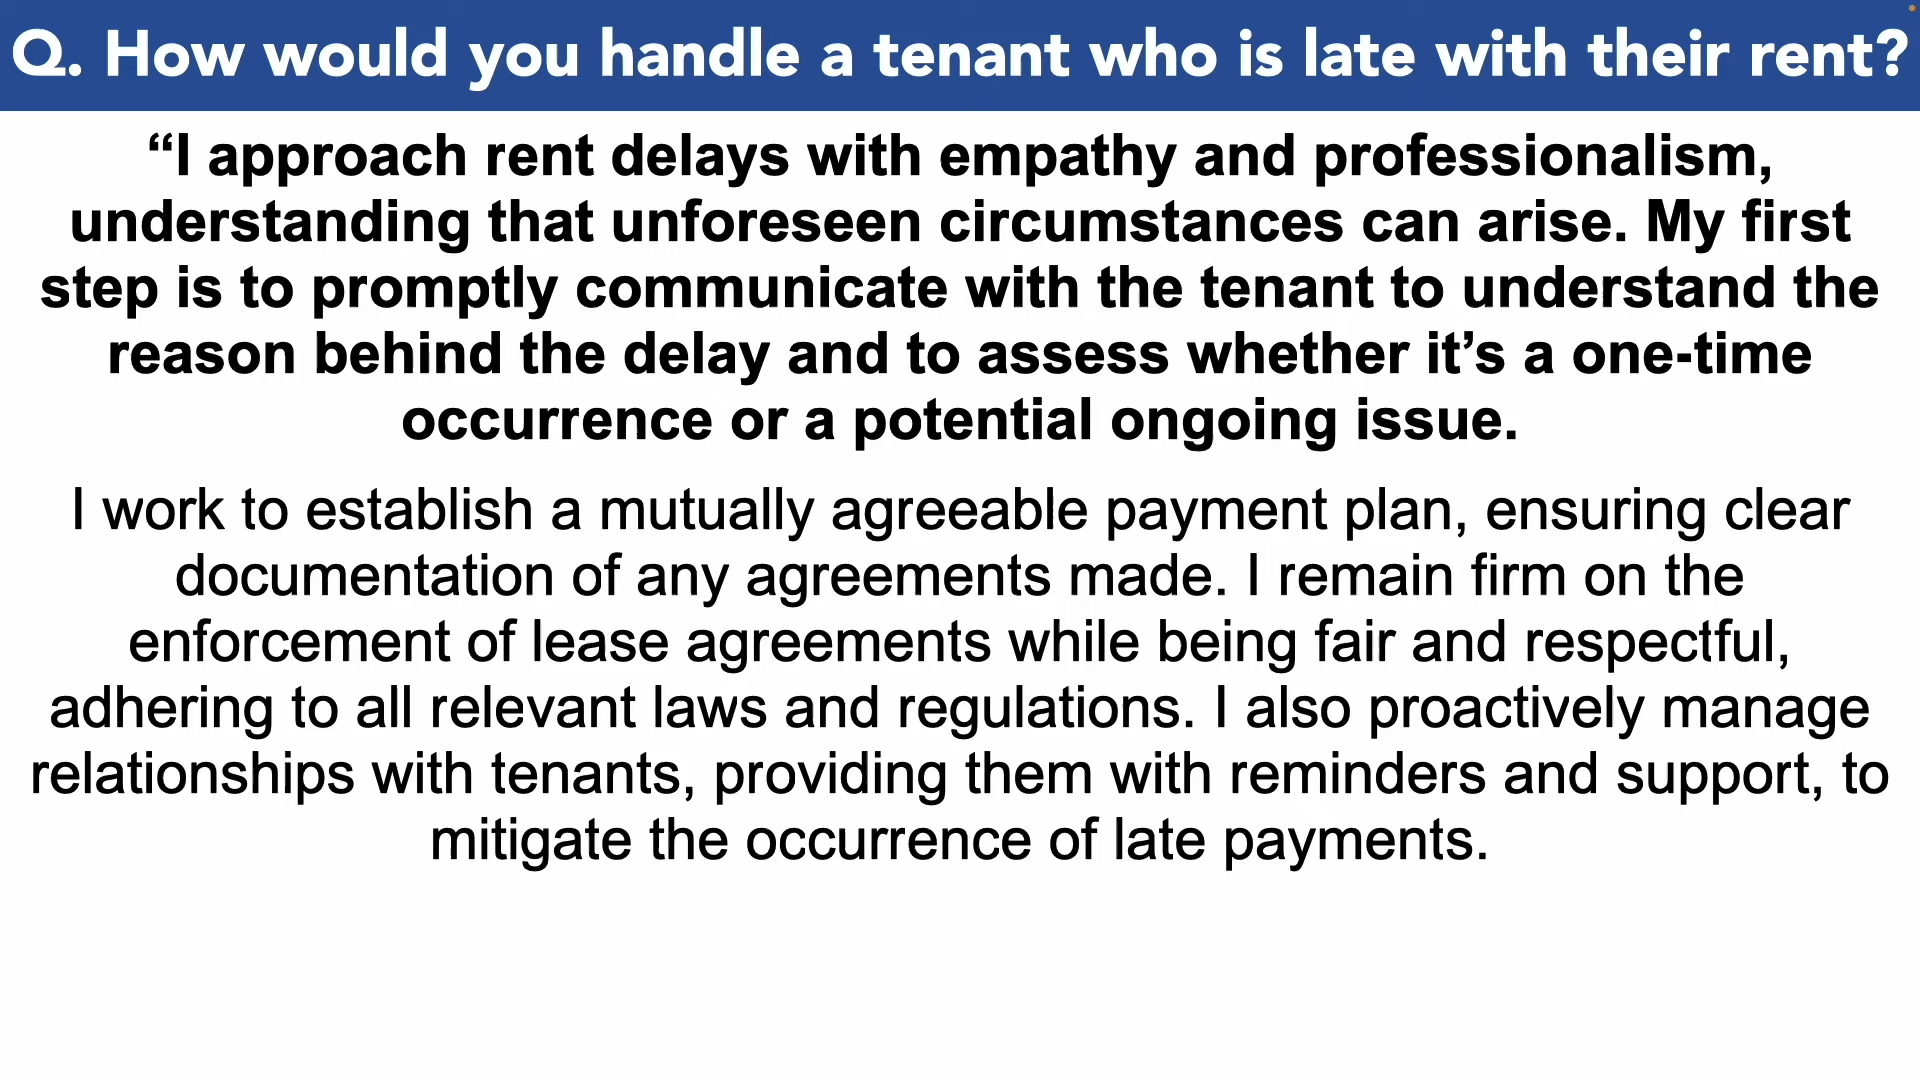 Q. How would you handle a tenant who is late with their rent?
“I approach rent delays with empathy and professionalism,
understanding that unforeseen circumstances can arise. My first
step is to promptly communicate with the tenant to understand the
reason behind the delay and to assess whether it’s a one-time
occurrence or a potential ongoing issue.
I work to establish a mutually agreeable payment plan, ensuring clear
documentation of any agreements made. I remain firm on the
enforcement of lease agreements while being fair and respectful,
adhering to all relevant laws and regulations. I also proactively manage
relationships with tenants, providing them with reminders and support, to
mitigate the occurrence of late payments.